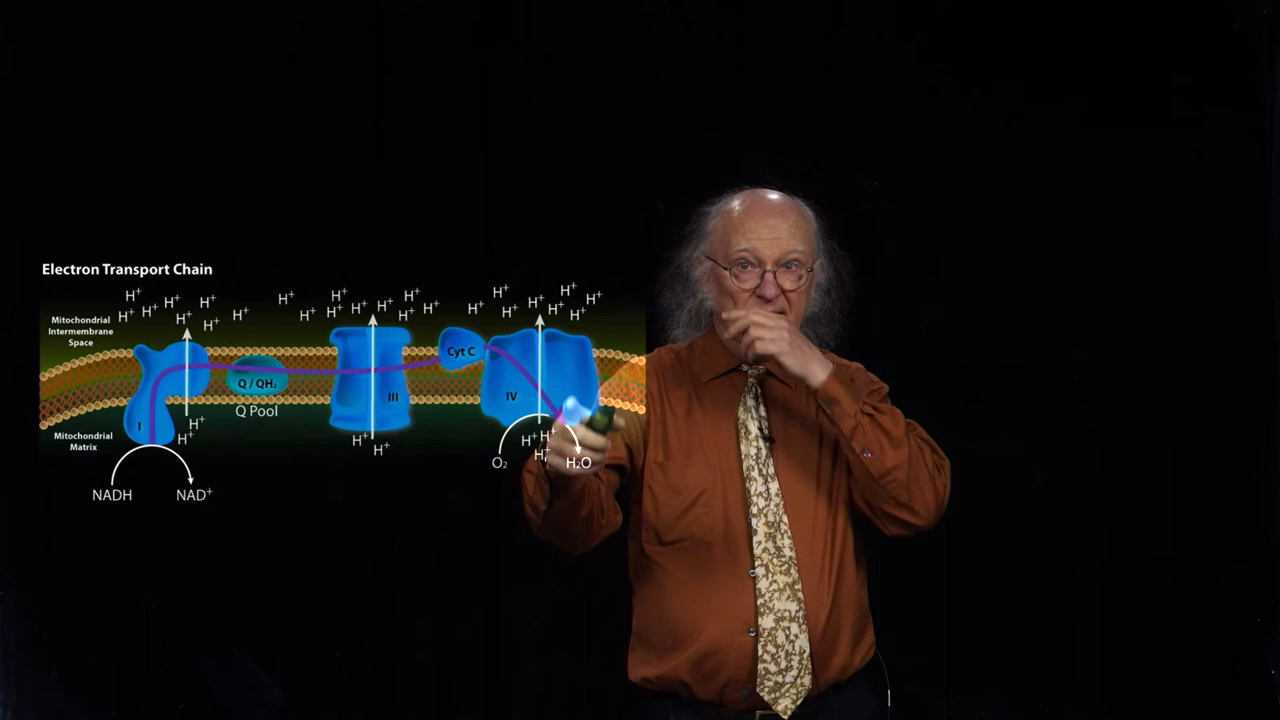 Electron Transport Chain
H⁺ H⁺ H⁺ H⁺ H⁺ H⁺ H⁺ H⁺ H⁺ H⁺ H⁺ H⁺ H⁺ H⁺ H⁺ H⁺ H⁺ H⁺ H⁺ H⁺ H⁺ H⁺ H⁺ H⁺
Mitochondrial
Intermembrane
Space
Cyt C
Q / QH₂
III
IV
Q Pool
I
H⁺
H⁺
Mitochondrial
Matrix
H⁺
H⁺
H⁺
H⁺
H⁺
O₂
H₂O
NADH
NAD⁺